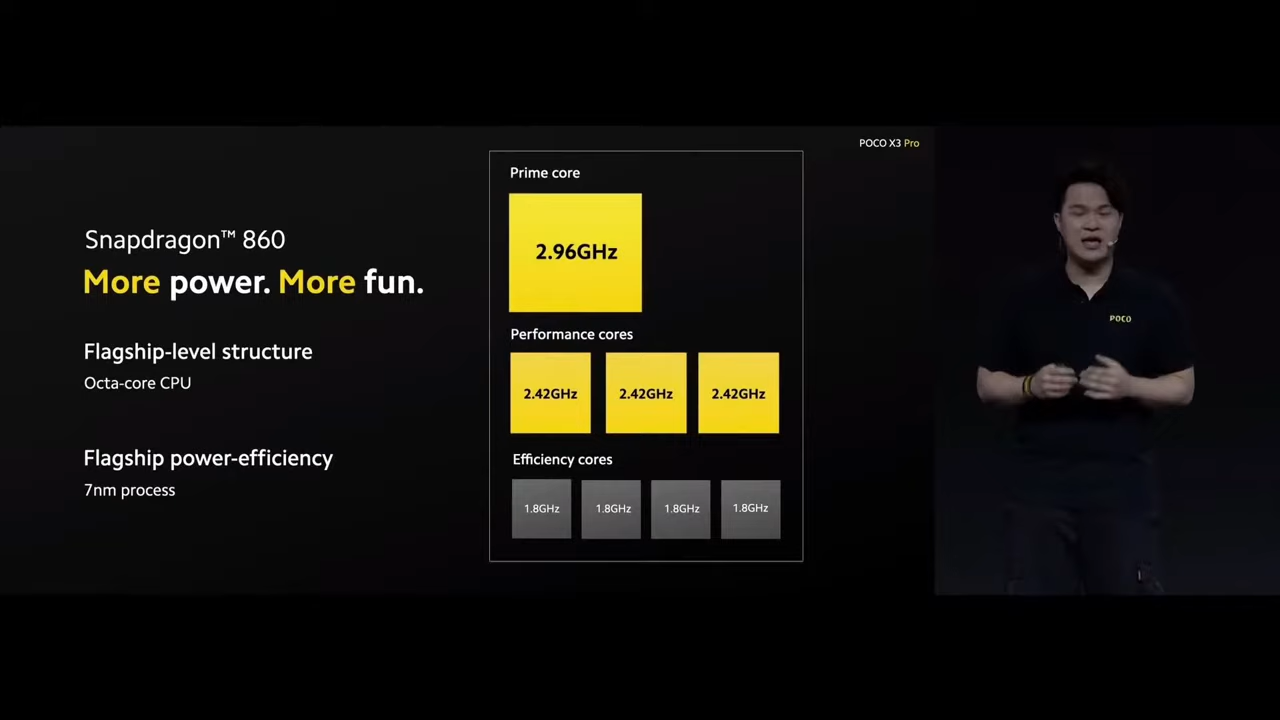 POCO X3 Pro
Snapdragon™ 860
More power. More fun.
Flagship-level structure
Octa-core CPU
Flagship power-efficiency
7nm process
Prime core
2.96GHz
Performance cores
2.42GHz 2.42GHz 2.42GHz
Efficiency cores
1.8GHz 1.8GHz 1.8GHz 1.8GHz
POCO